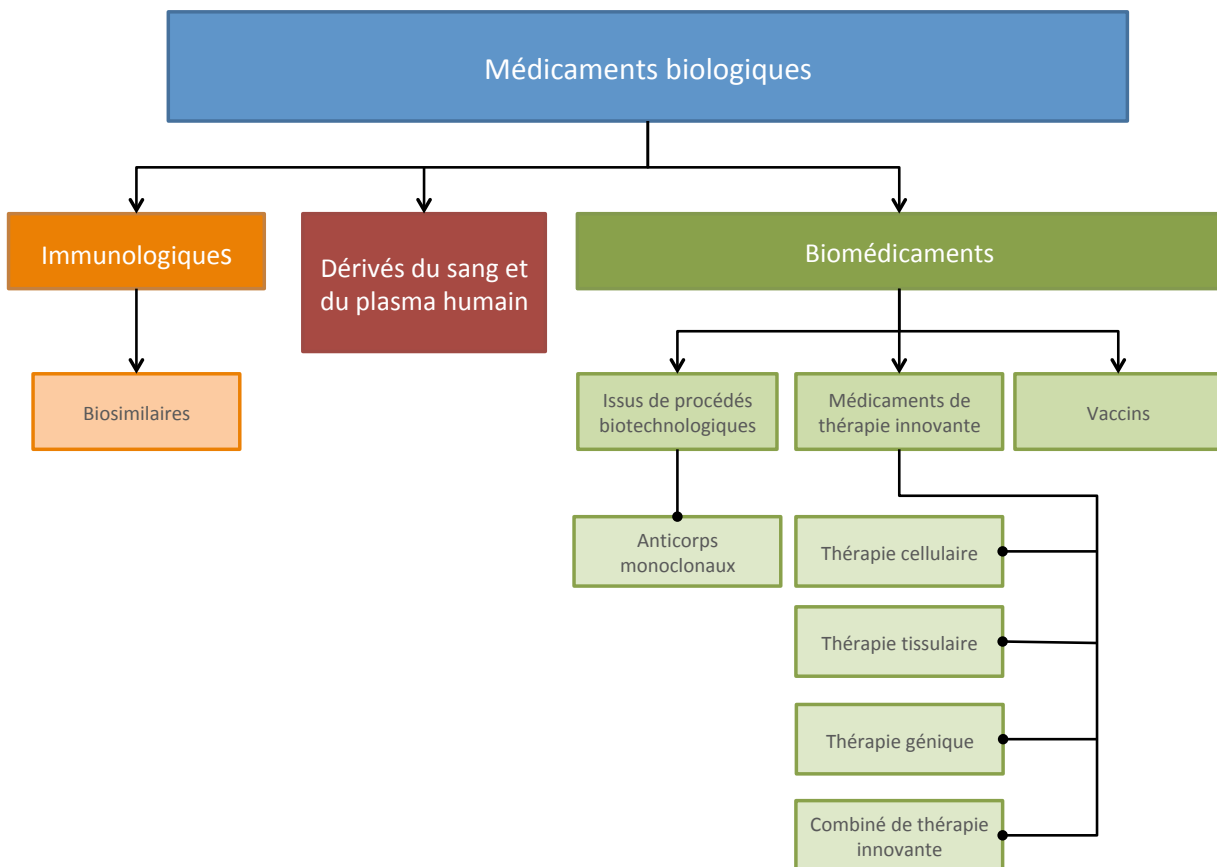 Médicaments biologiques
Immunologiques
Dérivés du sang et
du plasma humain
Biomédicaments
Biosimilaires
Issus de procédés
biotechnologiques
Médicaments de
thérapie innovante
Vaccins
Anticorps
monoclonaux
Thérapie cellulaire
Thérapie tissulaire
Thérapie génique
Combiné de thérapie
innovante